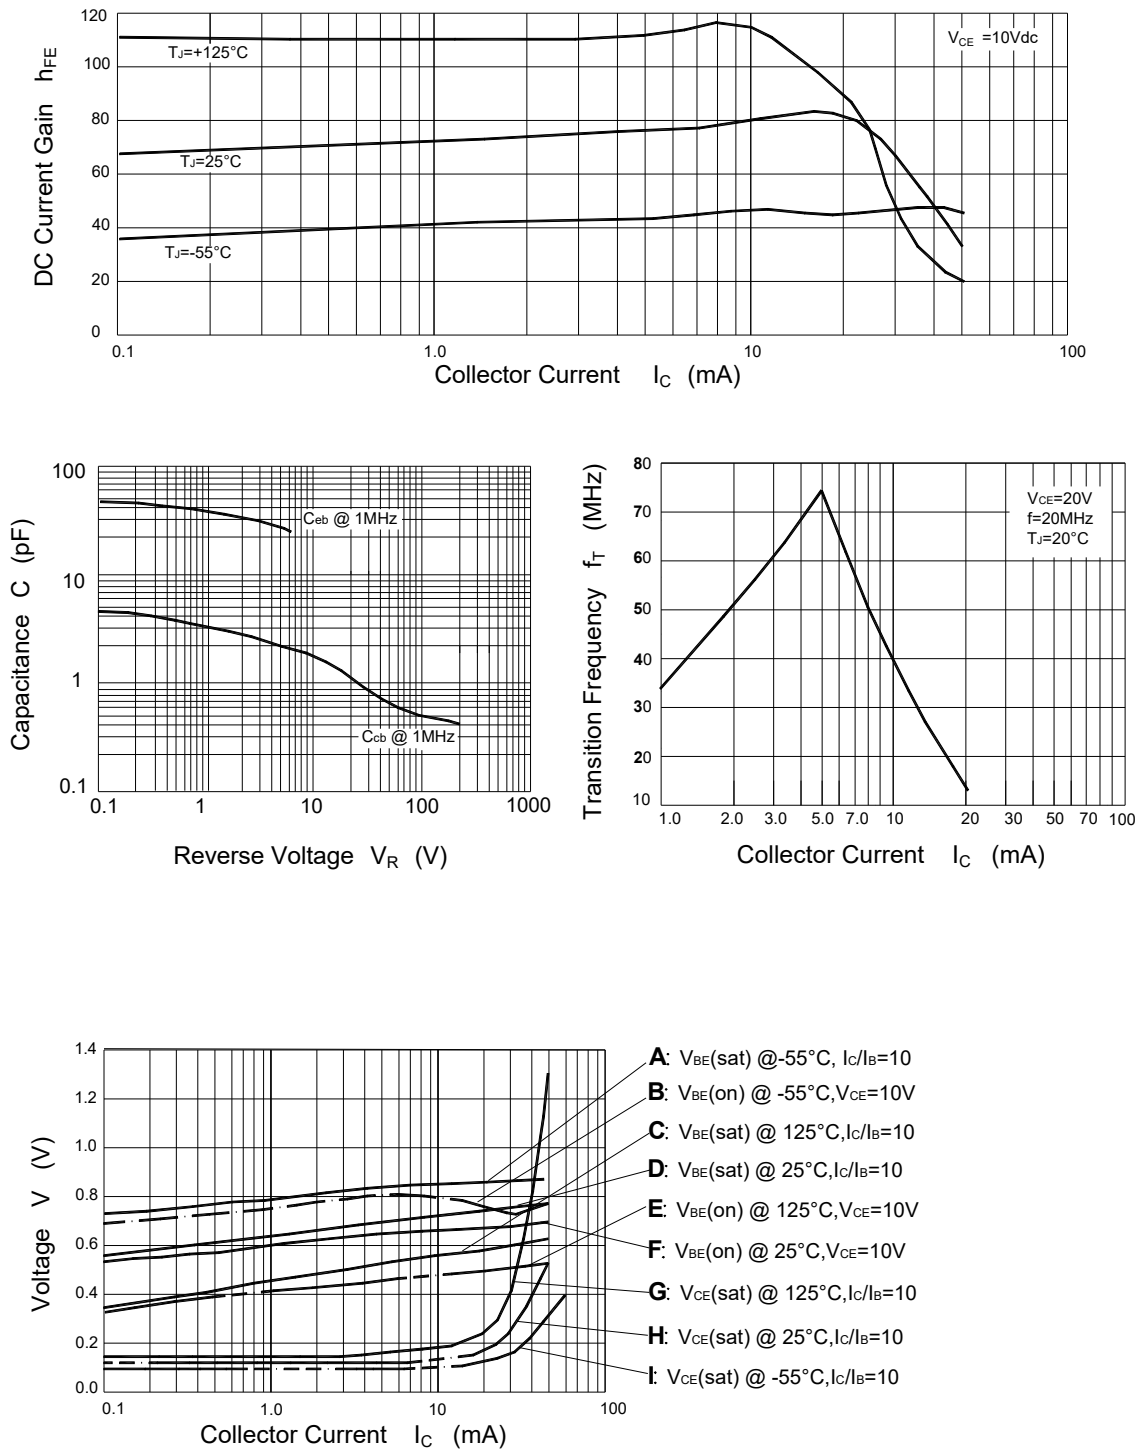 120
100
80
60
40
20
0
DC Current Gain hFE
TJ=+125°C
VCE =10Vdc
TJ=25°C
TJ=-55°C
0.1 1.0 10 100
Collector Current IC (mA)
100
10
1
0.1
Capacitance C (pF)
Ceb @ 1MHz
Ccb @ 1MHz
0.1 1 10 100 1000
Reverse Voltage VR (V)
80
70
60
50
40
30
20
10
Transition Frequency fT (MHz)
VCE=20V
f=20MHz
TJ=20°C
1.0 2.0 3.0 5.0 7.0 10 20 30 50 70 100
Collector Current IC (mA)
1.4
1.2
1.0
0.8
0.6
0.4
0.2
0.0
Voltage V (V)
A: VBE(sat) @-55°C, IC/IB=10
B: VBE(on) @ -55°C,VCE=10V
C: VBE(sat) @ 125°C,IC/IB=10
D: VBE(sat) @ 25°C,IC/IB=10
E: VBE(on) @ 125°C,VCE=10V
F: VBE(on) @ 25°C,VCE=10V
G: VCE(sat) @ 125°C,IC/IB=10
H: VCE(sat) @ 25°C,IC/IB=10
I: VCE(sat) @ -55°C,IC/IB=10
0.1 1.0 10 100
Collector Current IC (mA)